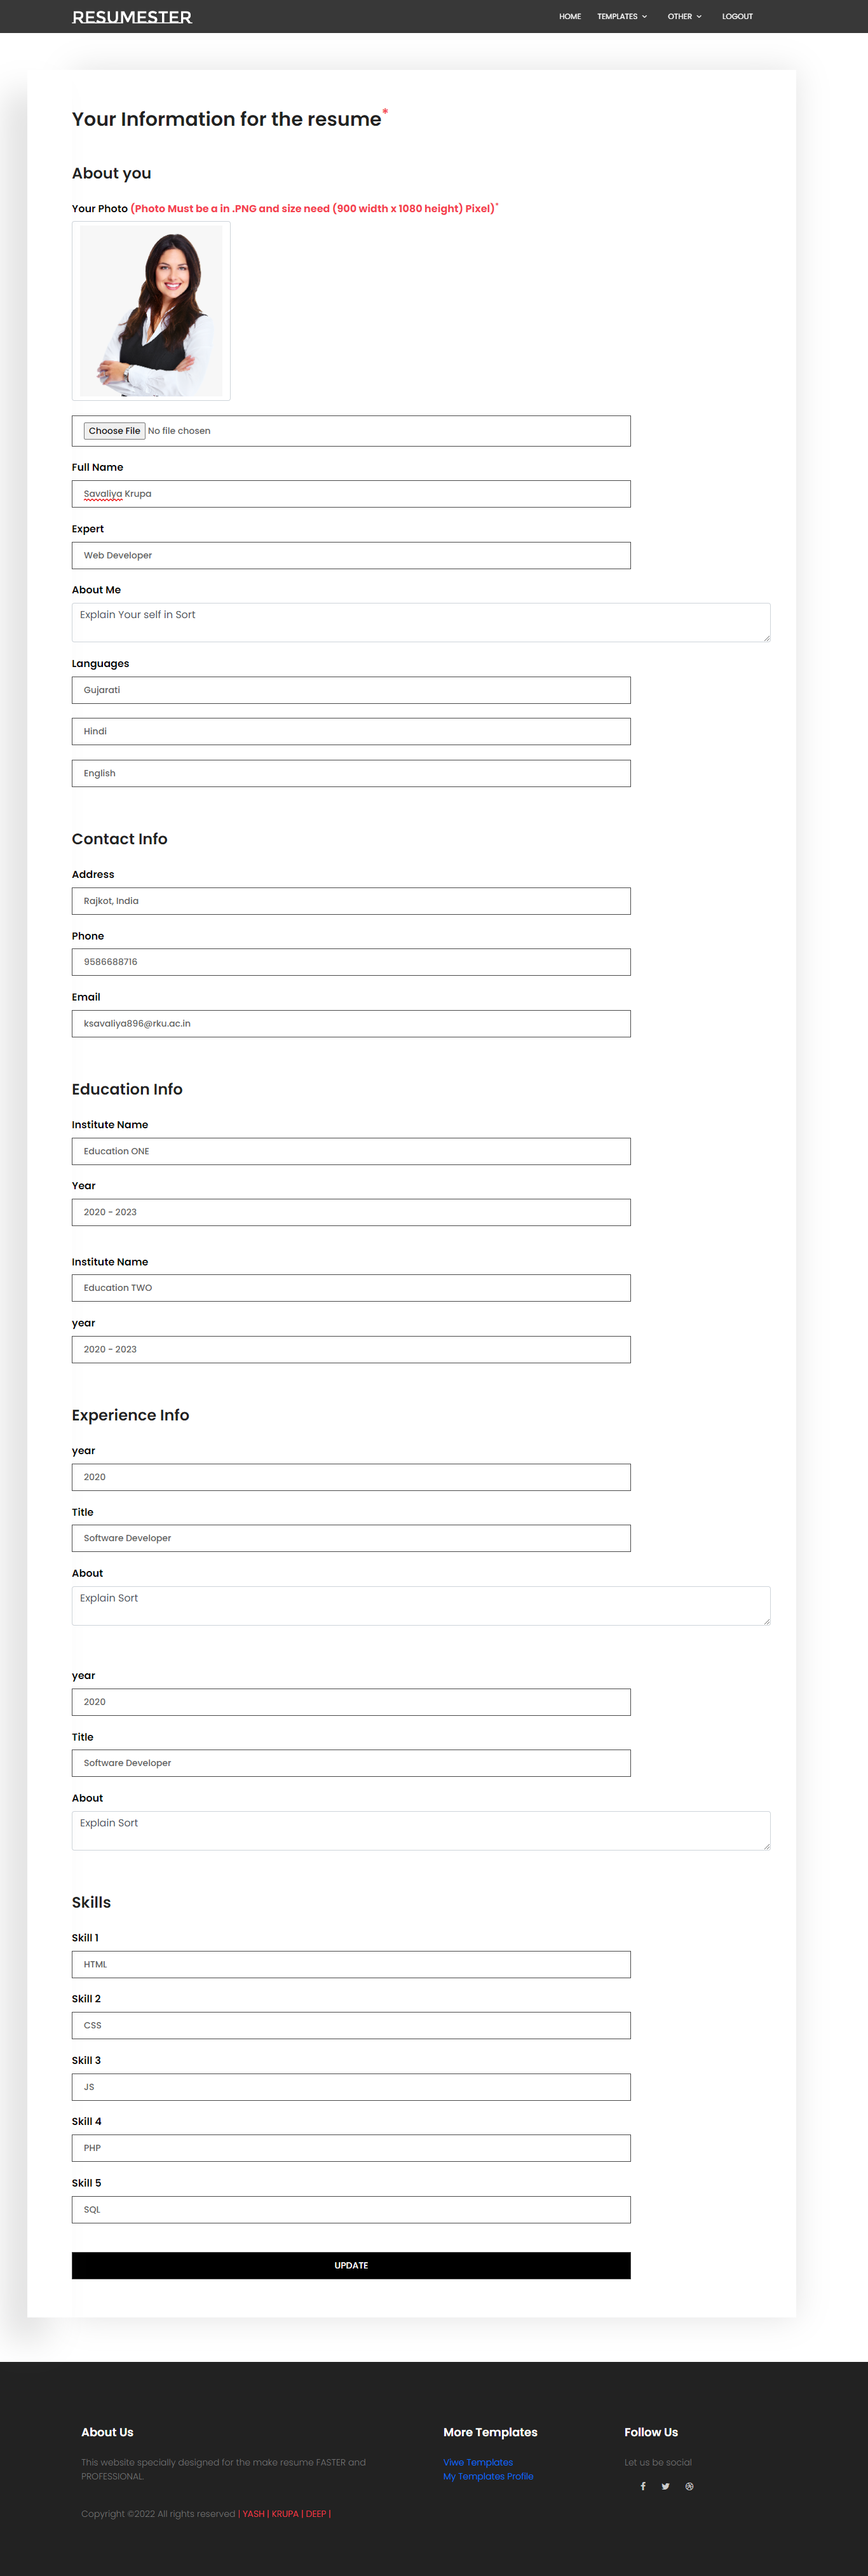 RESUMESTER
HOME TEMPLATES OTHER LOGOUT
Your Information for the resume*
About you
Your Photo (Photo Must be a in .PNG and size need (900 width x 1080 height) Pixel)*
Choose File No file chosen
Full Name
Savaliya Krupa
Expert
Web Developer
About Me
Explain Your self in Sort
Languages
Gujarati
Hindi
English
Contact Info
Address
Rajkot, India
Phone
9586688716
Email
ksavaliya896@rku.ac.in
Education Info
Institute Name
Education ONE
Year
2020 - 2023
Institute Name
Education TWO
year
2020 - 2023
Experience Info
year
2020
Title
Software Developer
About
Explain Sort
year
2020
Title
Software Developer
About
Explain Sort
Skills
Skill 1
HTML
Skill 2
CSS
Skill 3
JS
Skill 4
PHP
Skill 5
SQL
UPDATE
About Us
This website specially designed for the make resume FASTER and
PROFESSIONAL.
Copyright ©2022 All rights reserved | YASH | KRUPA | DEEP |
More Templates
Viwe Templates
My Templates Profile
Follow Us
Let us be social